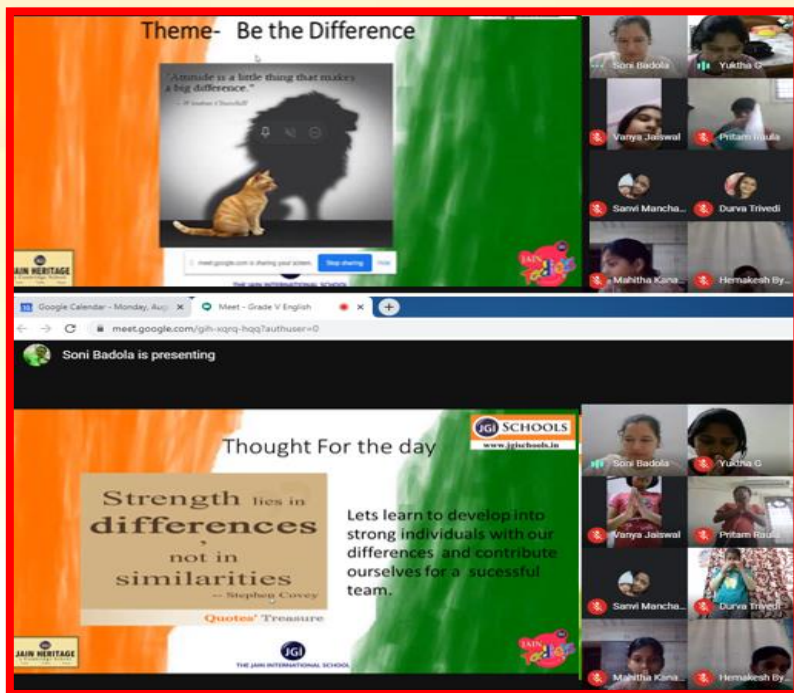 Theme- Be the Difference
"Attitude is a little thing that makes
a big difference."
-- Winston Churchill
meet.google.com is sharing your screen.
Stop sharing
Hide
JAIN HERITAGE
THE JAIN INTERNATIONAL SCHOOL
JAIN
Soni Badola
Yuktha G
Vanya Jaiswal
Pritam Raula
Sanvi Mancha...
Durva Trivedi
Mahitha Kana...
Hemakesh By...
Google Calendar - Monday, Aug
Meet - Grade V English
meet.google.com/gih-xqrq-hqq?authuser=0
Soni Badola is presenting
JGI SCHOOLS
www.jgischools.in
Thought For the day
Strength lies in
differences
,
not in
similarities
-- Stephen Covey
Quotes' Treasure
Lets learn to develop into
strong individuals with our
differences and contribute
ourselves for a sucessful
team.
JAIN HERITAGE
JGI
THE JAIN INTERNATIONAL SCHOOL
JAIN
Soni Badola
Yuktha G
Vanya Jaiswal
Pritam Raula
Sanvi Mancha...
Durva Trivedi
Mahitha Kana...
Hemakesh By...